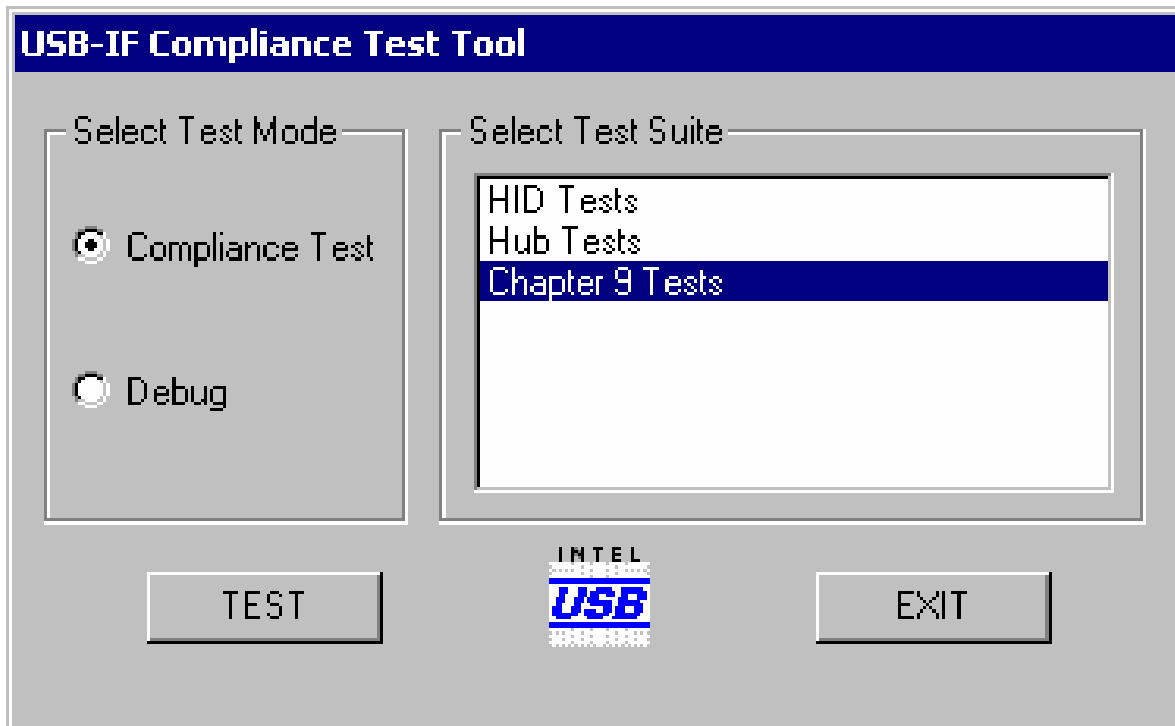 USB-IF Compliance Test Tool
Select Test Mode
Compliance Test
Debug
Select Test Suite
HID Tests
Hub Tests
Chapter 9 Tests
TEST
INTEL
USB
EXIT